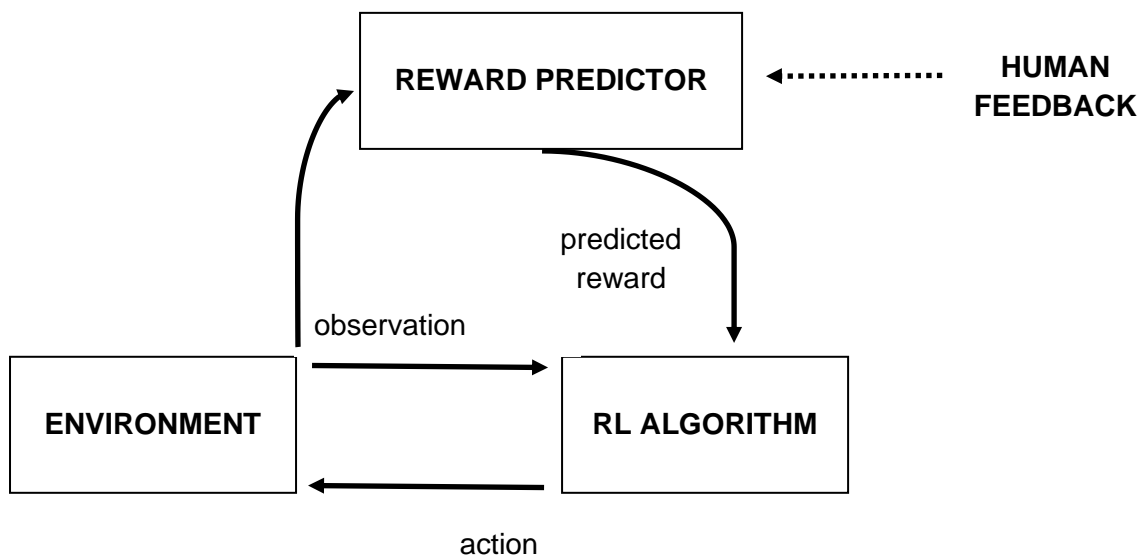 REWARD PREDICTOR
HUMAN
FEEDBACK
predicted
reward
observation
ENVIRONMENT
RL ALGORITHM
action